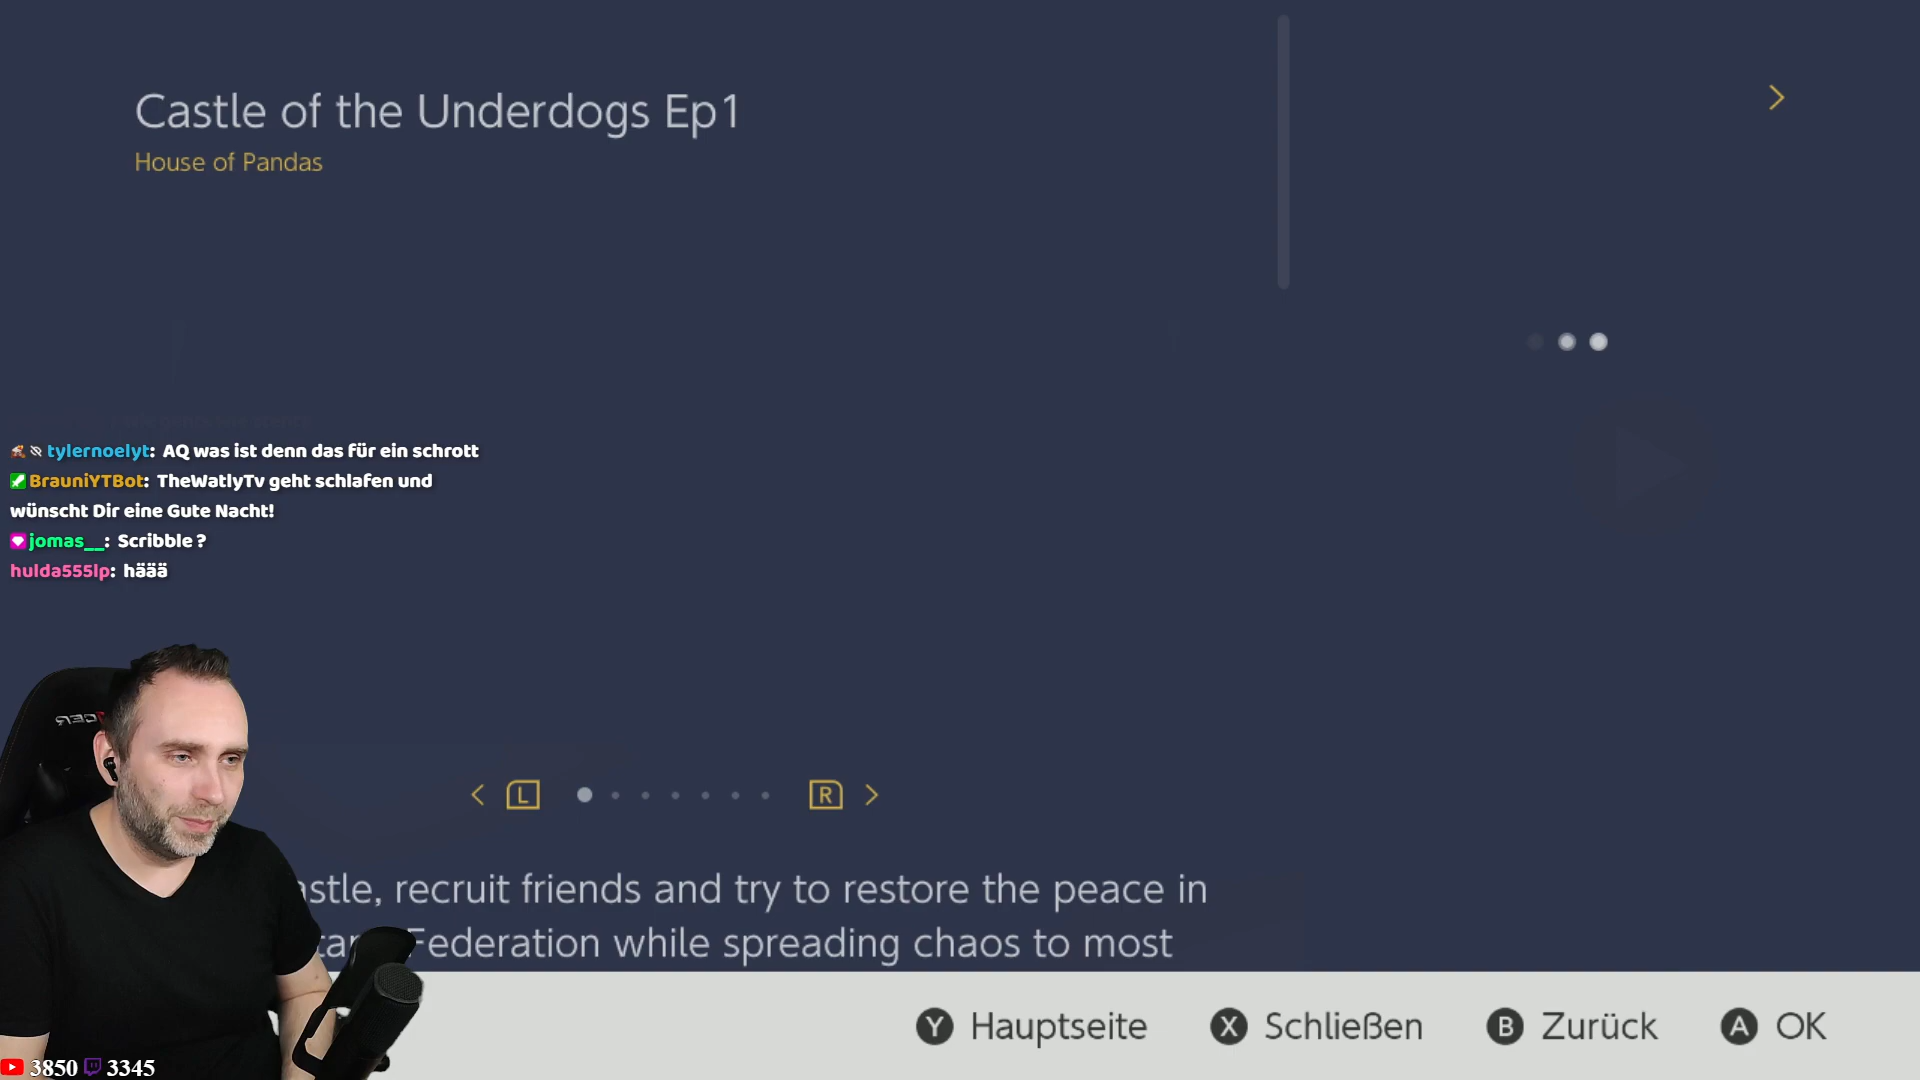 Castle of the Underdogs Ep1
House of Pandas
tylernoelyt: AQ was ist denn das für ein schrott
BrauniYTBot: TheWatlyTv geht schlafen und
wünscht Dir eine Gute Nacht!
jomas__: Scribble ?
hulda555lp: häää
L R
astle, recruit friends and try to restore the peace in
Federation while spreading chaos to most
Y Hauptseite X Schließen B Zurück A OK
3850 3345